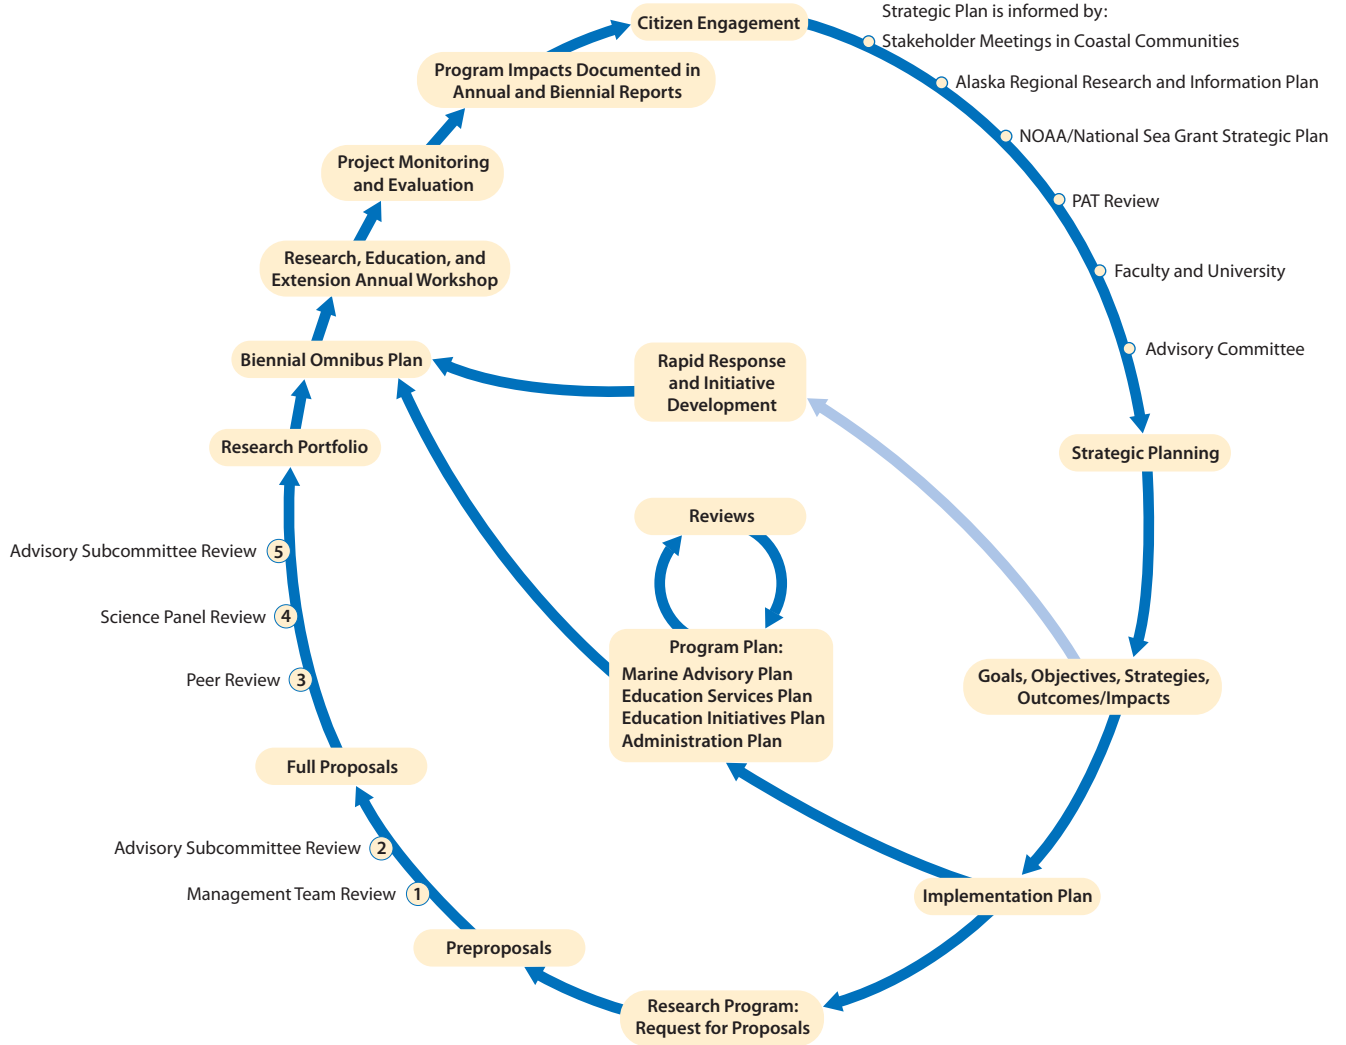 Strategic Plan is informed by:
Citizen Engagement
Stakeholder Meetings in Coastal Communities
Program Impacts Documented in
Annual and Biennial Reports
Alaska Regional Research and Information Plan
NOAA/National Sea Grant Strategic Plan
Project Monitoring
and Evaluation
PAT Review
Research, Education, and
Extension Annual Workshop
Faculty and University
Advisory Committee
Biennial Omnibus Plan
Rapid Response
and Initiative
Development
Research Portfolio
Strategic Planning
Reviews
Advisory Subcommittee Review 5
Science Panel Review 4
Peer Review 3
Program Plan:
Marine Advisory Plan
Education Services Plan
Education Initiatives Plan
Administration Plan
Goals, Objectives, Strategies,
Outcomes/Impacts
Full Proposals
Advisory Subcommittee Review 2
Management Team Review 1
Implementation Plan
Preproposals
Research Program:
Request for Proposals